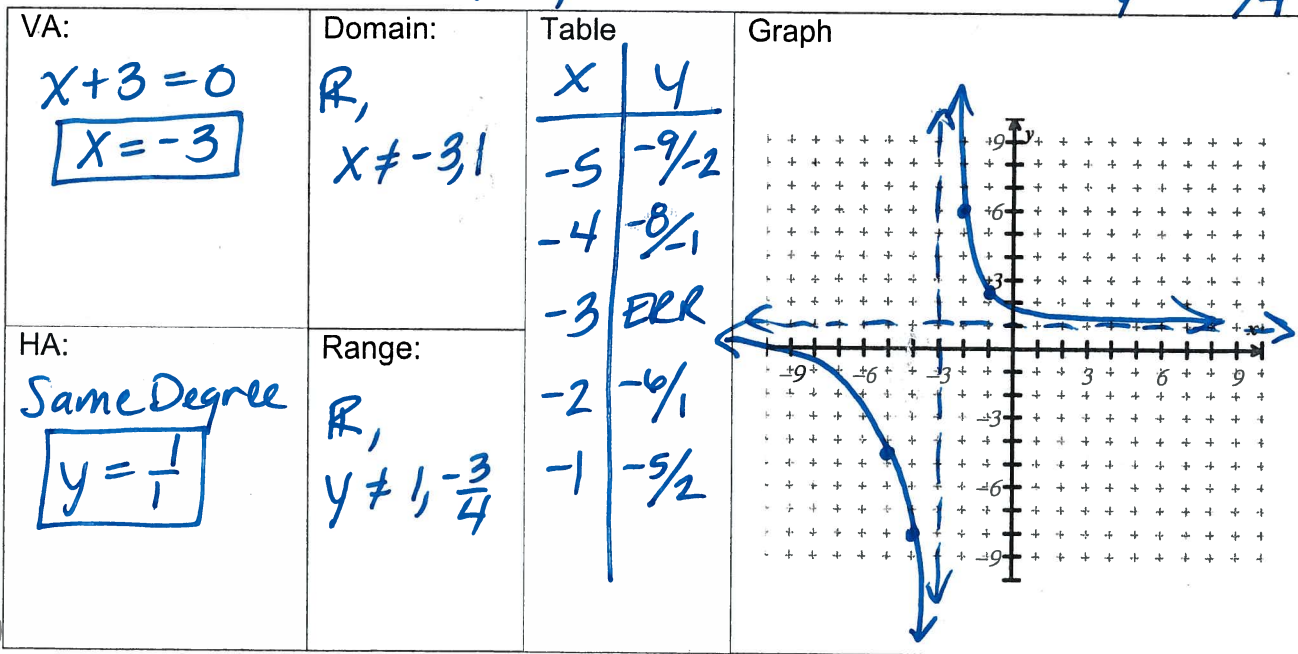 VA:
x+3=0
x=-3
Domain:
ℝ,
x≠-3,1
Table
x y
-5 -9/-2
-4 -8/-1
-3 ERR
-2 -6/1
-1 -5/2
Graph
y
9
6
3
-9 -6 -3 3 6 9
x
-3
-6
-9
HA:
Same Degree
y = 1/1
Range:
ℝ,
y≠1,-3/4